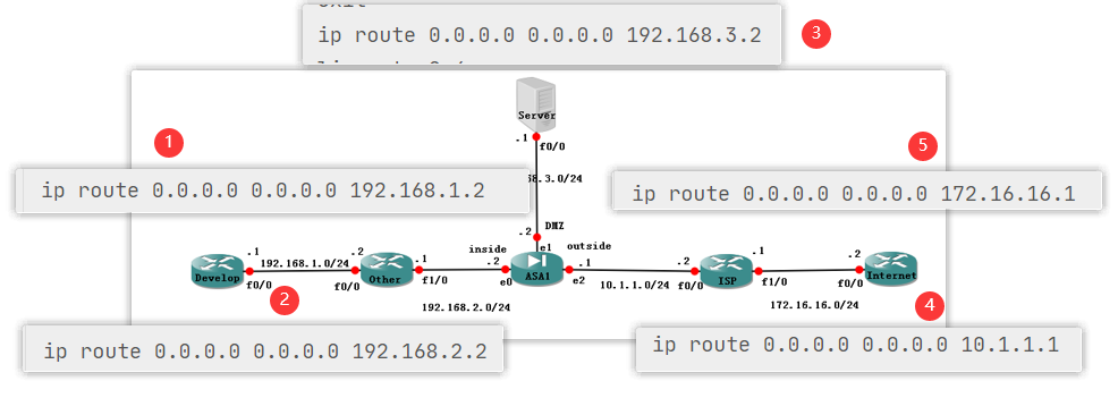 ip route 0.0.0.0 0.0.0.0 192.168.3.2
3
Server
.1
f0/0
1
5
ip route 0.0.0.0 0.0.0.0 192.168.1.2
68.3.0/24
ip route 0.0.0.0 0.0.0.0 172.16.16.1
.2
DMZ
e1
inside
outside
.1
192.168.1.0/24
.2
.1
.2
.1
.2
.1
.2
Develop
f0/0
f0/0
Other
f1/0
e0
ASA1
e2
10.1.1.0/24
f0/0
ISP
f1/0
f0/0
Internet
2
192.168.2.0/24
172.16.16.0/24
4
ip route 0.0.0.0 0.0.0.0 192.168.2.2
ip route 0.0.0.0 0.0.0.0 10.1.1.1